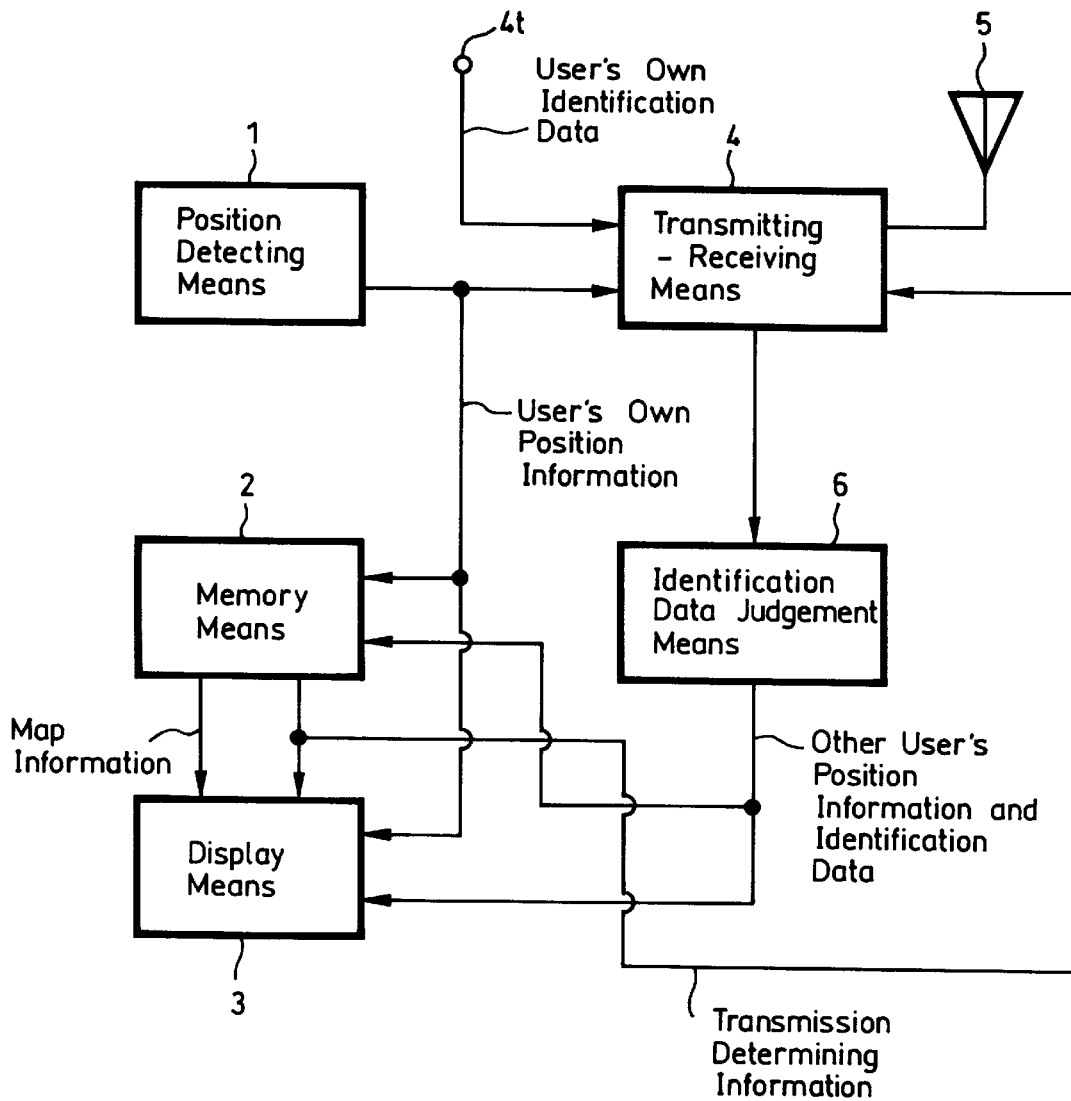 4t
5
User's Own
Identification
Data
1
4
Position
Detecting
Means
Transmitting
- Receiving
Means
User's Own
Position
Information
2
6
Memory
Means
Identification
Data Judgement
Means
Map
Information
Other User's
Position
Information and
Identification
Data
Display
Means
3
Transmission
Determining
Information